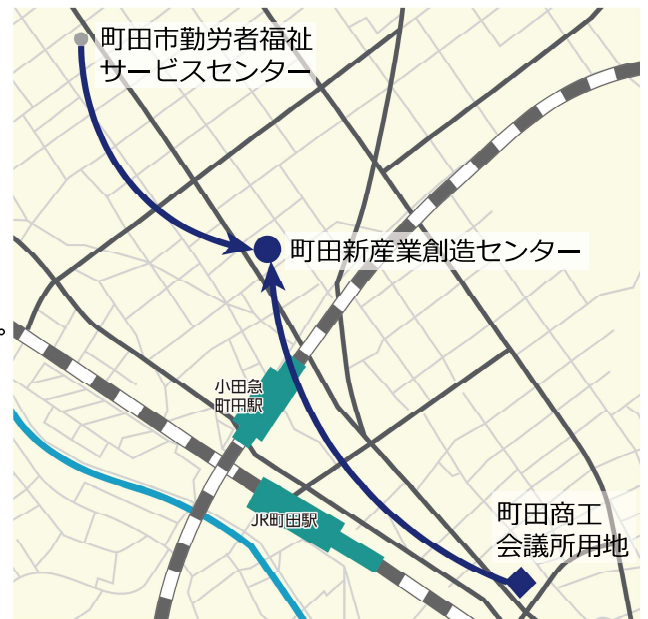 町田市勤労者福祉
サービスセンター
町田新産業創造センター
。
小田急
町田駅
JR町田駅
町田商工
会議所用地